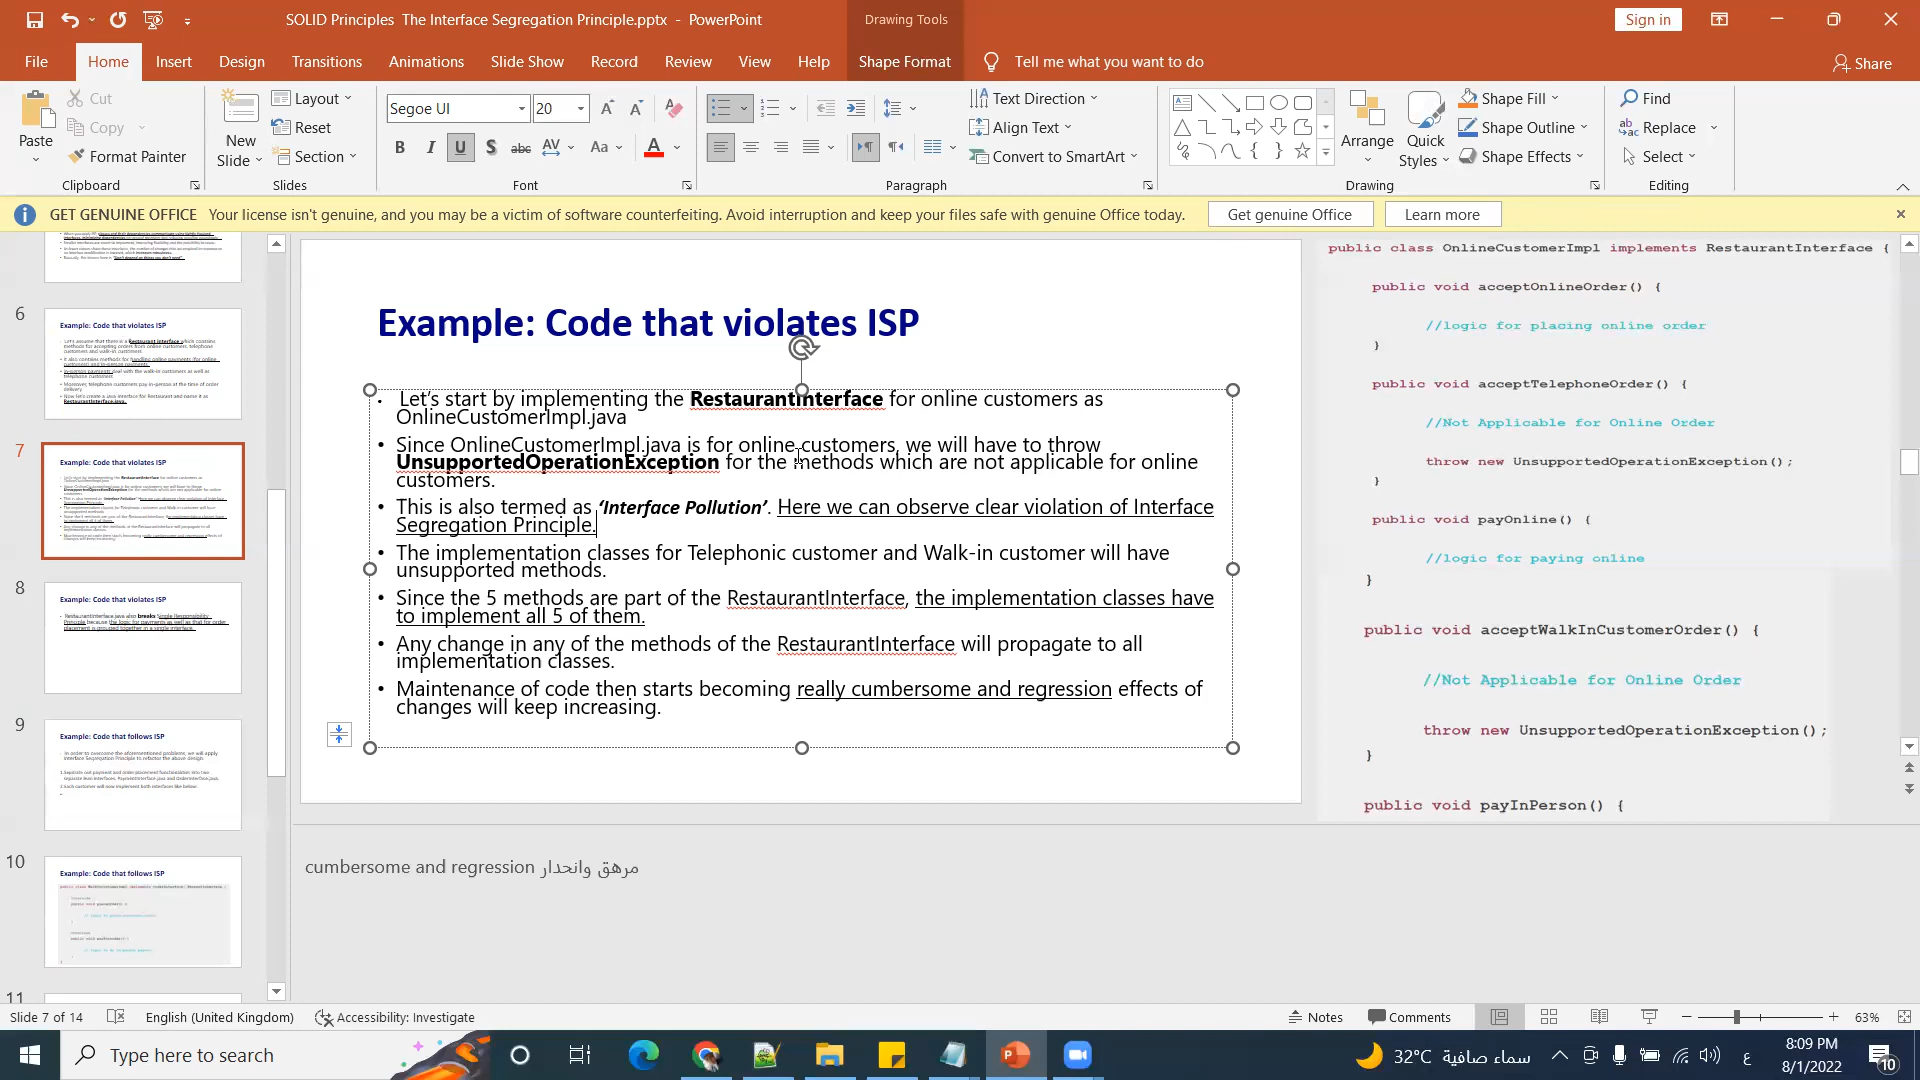 SOLID Principles  The Interface Segregation Principle.pptx  -  PowerPoint
Drawing Tools
Sign in
File
Home
Insert
Design
Transitions
Animations
Slide Show
Record
Review
View
Help
Shape Format
Tell me what you want to do
Share
Paste
Cut
Copy
Format Painter
Clipboard
New Slide
Layout
Reset
Section
Slides
Segoe UI
20
Font
Text Direction
Align Text
Convert to SmartArt
Paragraph
Arrange
Quick Styles
Shape Fill
Shape Outline
Shape Effects
Drawing
Find
Replace
Select
Editing
GET GENUINE OFFICE
Your license isn't genuine, and you may be a victim of software counterfeiting. Avoid interruption and keep your files safe with genuine Office today.
Get genuine Office
Learn more
6
Example: Code that violates ISP
7
Example: Code that violates ISP
8
Example: Code that violates ISP
9
Example: Code that follows ISP
10
Example: Code that follows ISP
11
Example: Code that violates ISP
• Let's start by implementing the RestaurantInterface for online customers as
OnlineCustomerImpl.java
• Since OnlineCustomerImpl.java is for online customers, we will have to throw
UnsupportedOperationException for the methods which are not applicable for online
customers.
• This is also termed as ‘Interface Pollution’. Here we can observe clear violation of Interface
Segregation Principle.
• The implementation classes for Telephonic customer and Walk-in customer will have
unsupported methods.
• Since the 5 methods are part of the RestaurantInterface, the implementation classes have
to implement all 5 of them.
• Any change in any of the methods of the RestaurantInterface will propagate to all
implementation classes.
• Maintenance of code then starts becoming really cumbersome and regression effects of
changes will keep increasing.
public class OnlineCustomerImpl implements RestaurantInterface {
public void acceptOnlineOrder() {
//logic for placing online order
}
public void acceptTelephoneOrder() {
//Not Applicable for Online Order
throw new UnsupportedOperationException();
}
public void payOnline() {
//logic for paying online
}
public void acceptWalkInCustomerOrder() {
//Not Applicable for Online Order
throw new UnsupportedOperationException();
}
public void payInPerson() {
cumbersome and regression مرهق وانحدار
Slide 7 of 14
English (United Kingdom)
Accessibility: Investigate
Notes
Comments
63%
Type here to search
32°C سماء صافية
ع
8:09 PM
8/1/2022
10